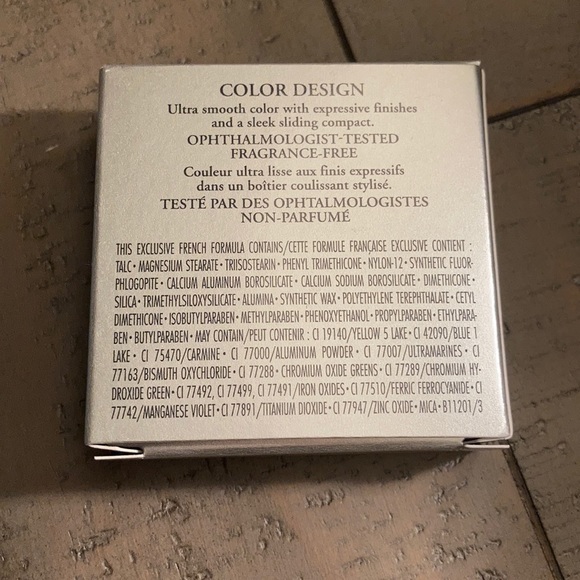 COLOR DESIGN
Ultra smooth color with expressive finishes
and a sleek sliding compact.
OPHTHALMOLOGIST-TESTED
FRAGRANCE-FREE
Couleur ultra lisse aux finis expressifs
dans un boîtier coulissant stylisé.
TESTÉ PAR DES OPHTALMOLOGISTES
NON-PARFUMÉ
THIS EXCLUSIVE FRENCH FORMULA CONTAINS/CETTE FORMULE FRANÇAISE EXCLUSIVE CONTIENT :
TALC • MAGNESIUM STEARATE • TRIISOSTEARIN • PHENYL TRIMETHICONE • NYLON-12 • SYNTHETIC FLUOR-
PHLOGOPITE • CALCIUM ALUMINUM BOROSILICATE • CALCIUM SODIUM BOROSILICATE • DIMETHICONE •
SILICA • TRIMETHYLSILOXYSILICATE • ALUMINA • SYNTHETIC WAX • POLYETHYLENE TEREPHTHALATE • CETYL
DIMETHICONE • ISOBUTYLPARABEN • METHYLPARABEN • PHENOXYETHANOL • PROPYLPARABEN • ETHYLPARA-
BEN • BUTYLPARABEN • MAY CONTAIN/PEUT CONTENIR : CI 19140/YELLOW 5 LAKE • CI 42090/BLUE 1
LAKE • CI 75470/CARMINE • CI 77000/ALUMINUM POWDER • CI 77007/ULTRAMARINES • CI
77163/BISMUTH OXYCHLORIDE • CI 77288 • CHROMIUM OXIDE GREENS • CI 77289/CHROMIUM HY-
DROXIDE GREEN • CI 77492, CI 77499, CI 77491/IRON OXIDES • CI 77510/FERRIC FERROCYANIDE • CI
77742/MANGANESE VIOLET • CI 77891/TITANIUM DIOXIDE • CI 77947/ZINC OXIDE • MICA • B11201/3